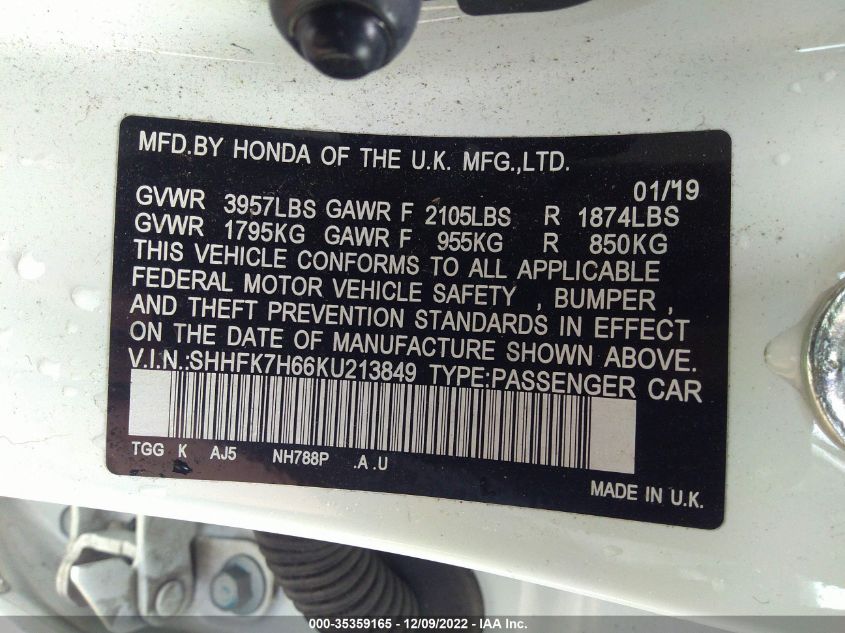 MFD.BY HONDA OF THE U.K. MFG.,LTD.
01/'19
GVWR 3957LBS GAWR F 2105LBS R 1874LBS
GVWR 1795KG GAWR F 955KG R 850KG
THIS VEHICLE CONFORMS TO ALL APPLICABLE
FEDERAL MOTOR VEHICLE SAFETY , BUMPER ,
AND THEFT PREVENTION STANDARDS IN EFFECT
ON THE DATE OF MANUFACTURE SHOWN ABOVE.
V.I.N.:SHHFK7H66KU213849 TYPE:PASSENGER CAR
TGG K AJ5 NH788P .A .U
MADE IN U.K.
000-35359165 - 12/09/2022 - IAA Inc.